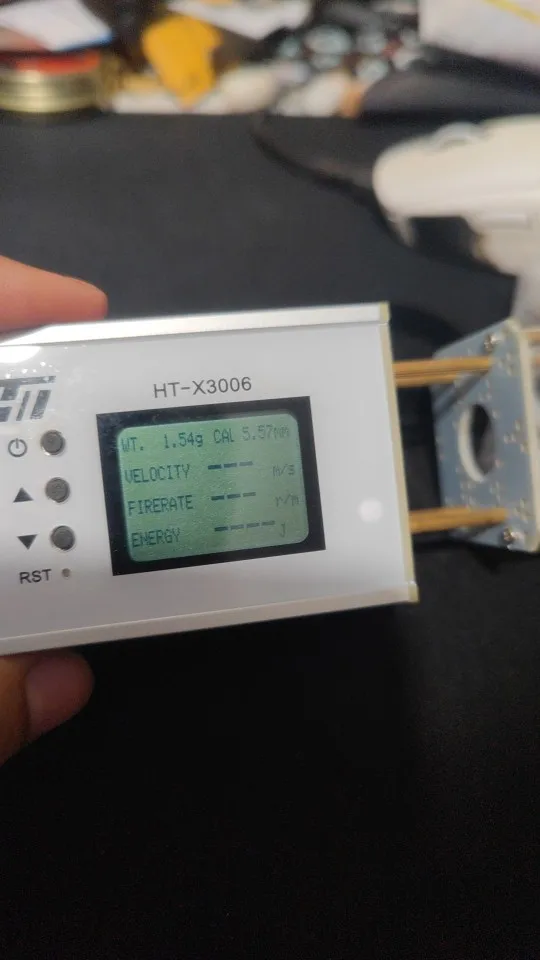 HT-X3006
WT. 1.54g CAL 5.57mm
VELOCITY --- m/s
FIRERATE --- r/m
ENERGY ---- j
RST